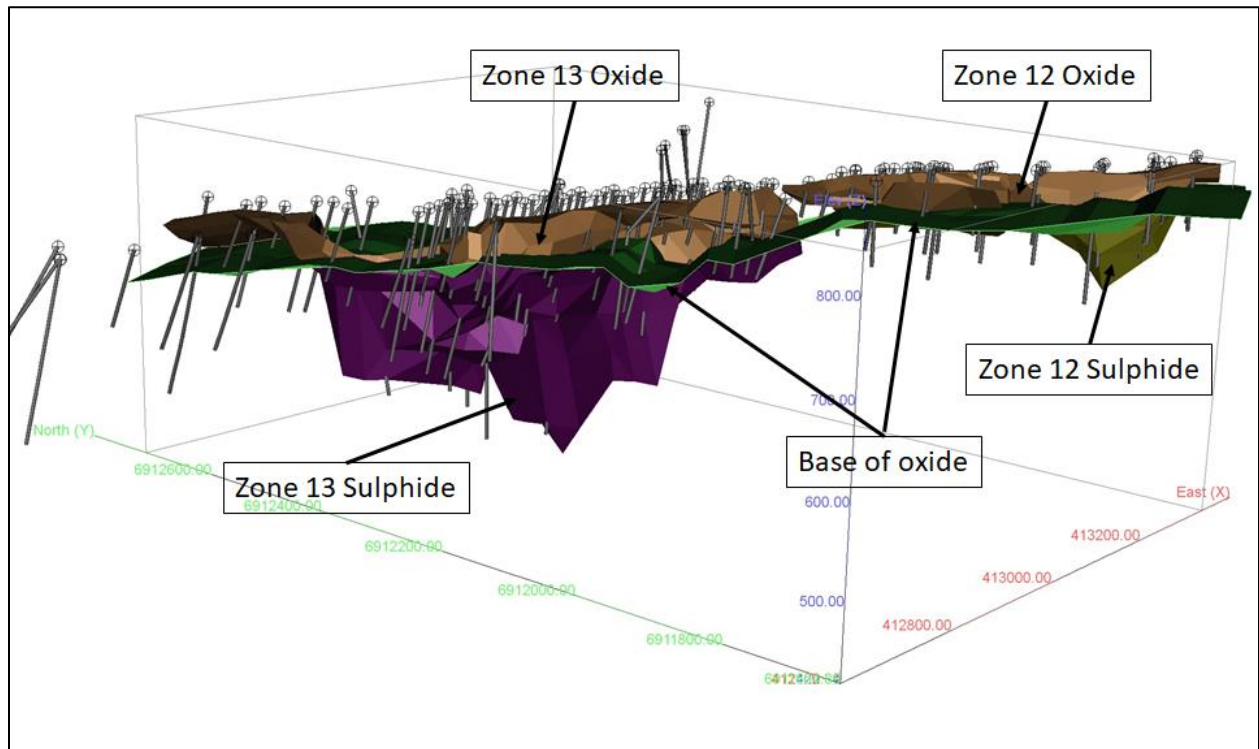 Zone 13 Oxide
Zone 12 Oxide
Elev (Z)
800.00
Zone 12 Sulphide
700.00
North (Y)
Base of oxide
6912600.00
Zone 13 Sulphide
6912400.00
600.00
East (X)
413200.00
6912200.00
413000.00
6912000.00
500.00
412800.00
6911800.00